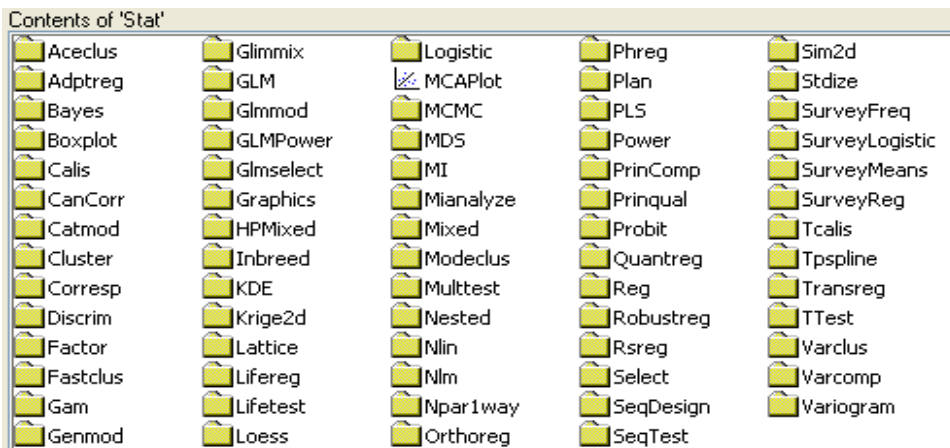 Contents of 'Stat'
Aceclus
Adptreg
Bayes
Boxplot
Calis
CanCorr
Catmod
Cluster
Corresp
Discrim
Factor
Fastclus
Gam
Genmod
Glimmix
GLM
Glmmod
GLMPower
Glmselect
Graphics
HPMixed
Inbreed
KDE
Krige2d
Lattice
Lifereg
Lifetest
Loess
Logistic
MCAPlot
MCMC
MDS
MI
Mianalyze
Mixed
Modeclus
Multtest
Nested
Nlin
Nlm
Npar1way
Orthoreg
Phreg
Plan
PLS
Power
PrinComp
Prinqual
Probit
Quantreg
Reg
Robustreg
Rsreg
Select
SeqDesign
SeqTest
Sim2d
Stdize
SurveyFreq
SurveyLogistic
SurveyMeans
SurveyReg
Tcalis
Tpspline
Transreg
TTest
Varclus
Varcomp
Variogram